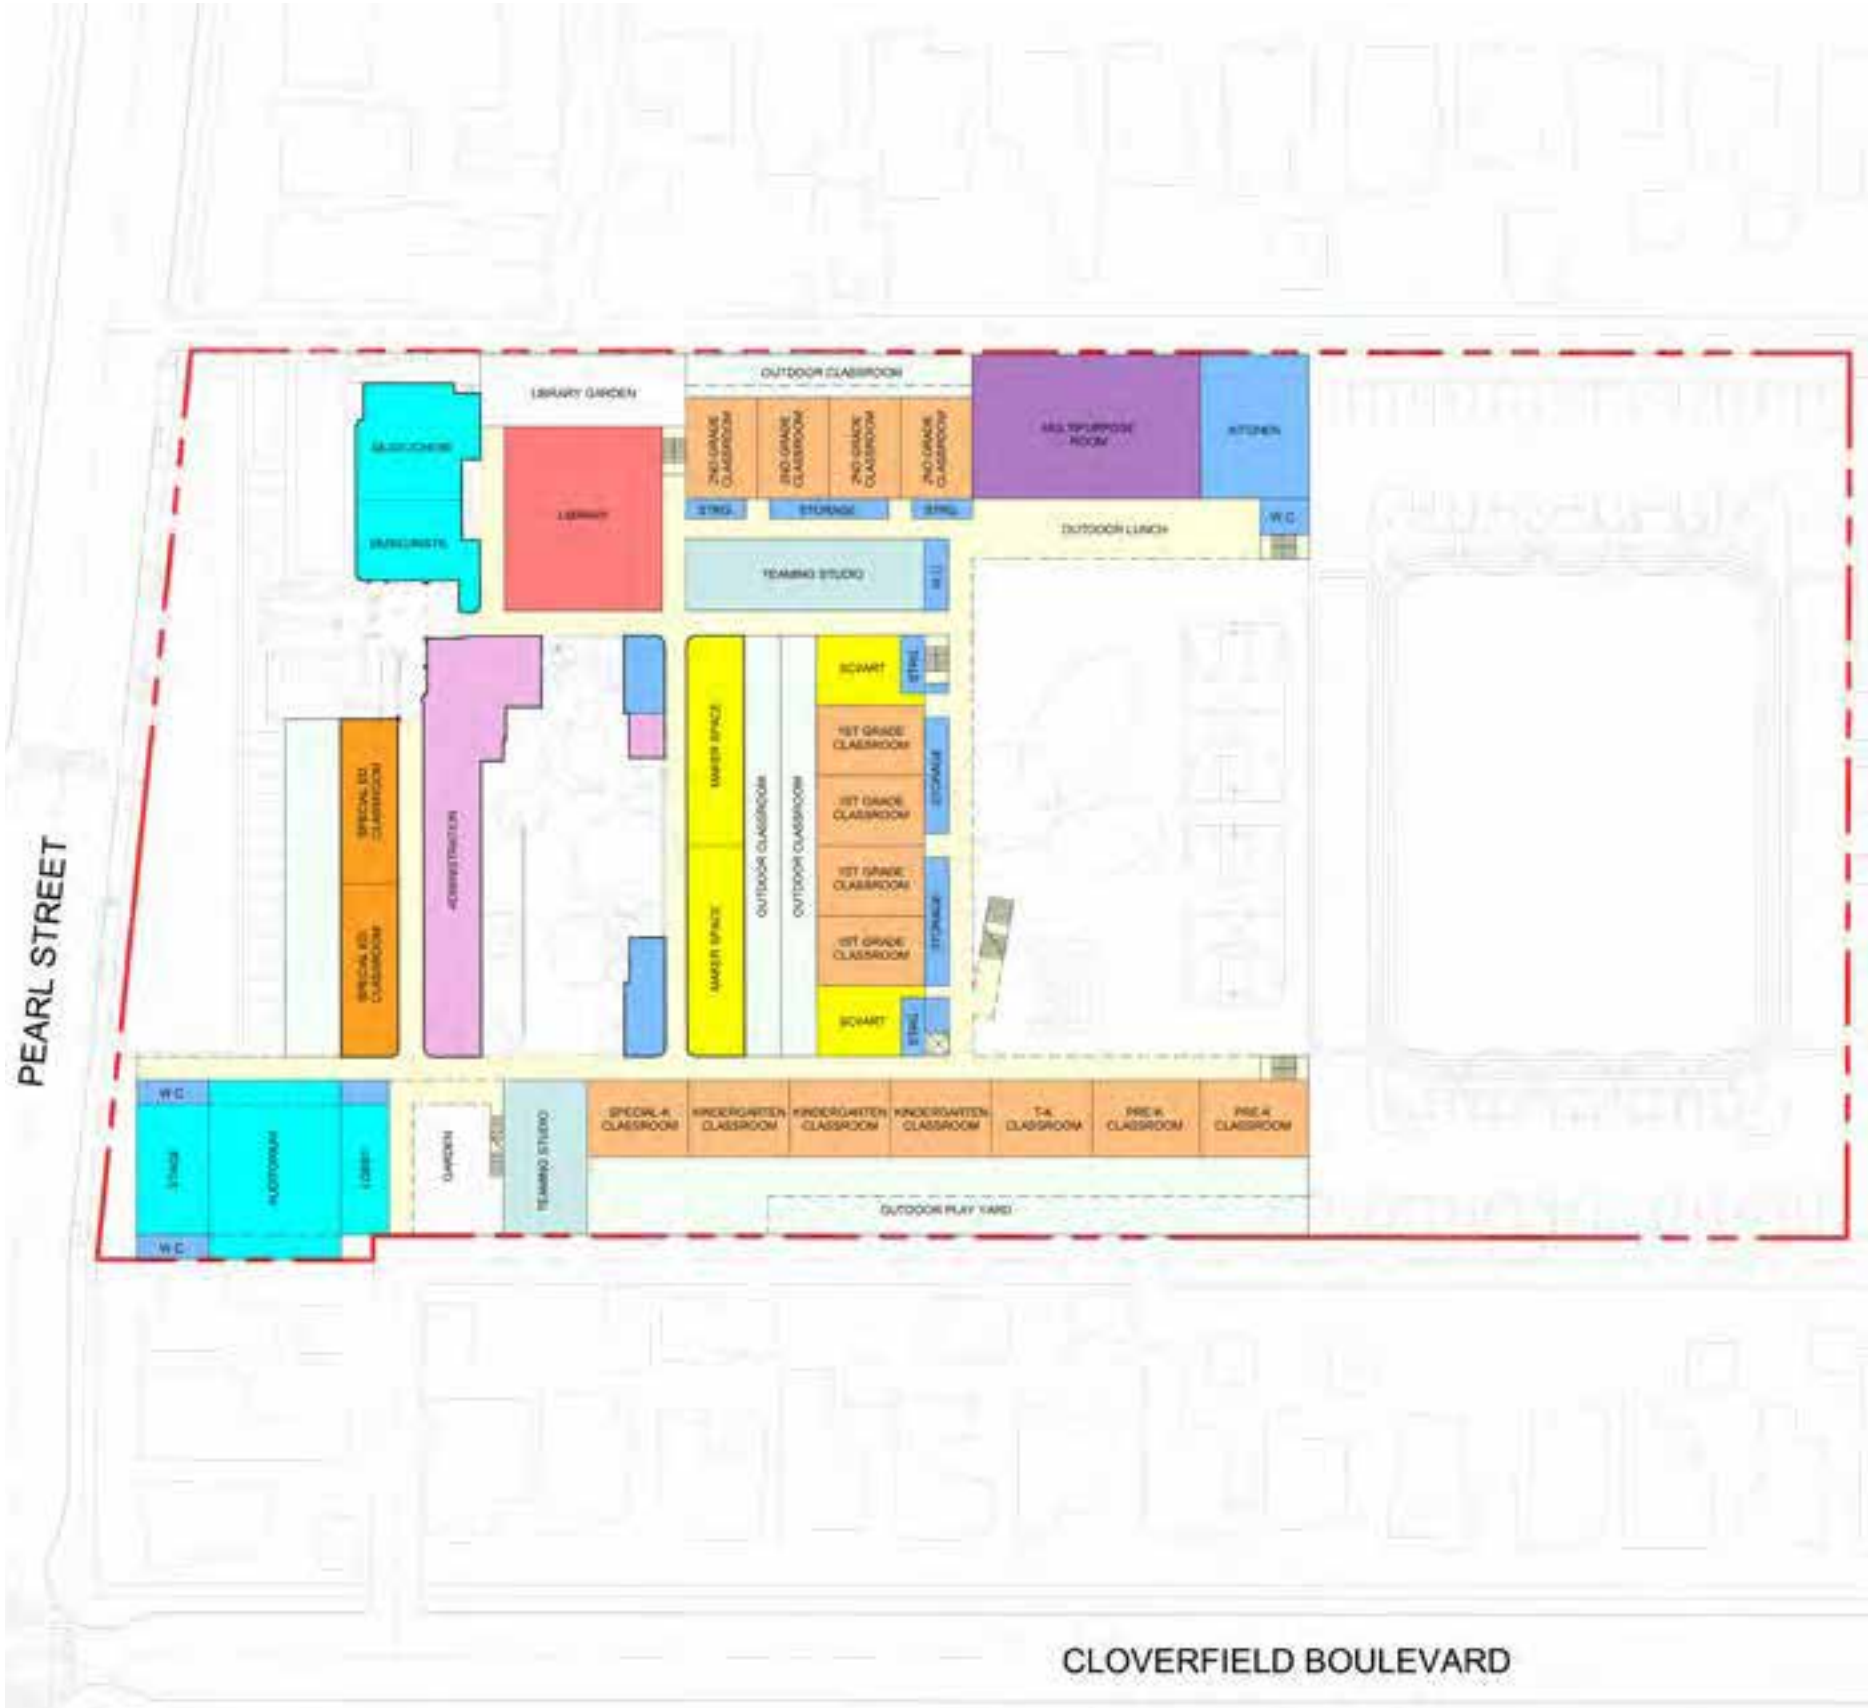 OUTDOOR CLASSROOM
LIBRARY GARDEN
2ND GRADE
CLASSROOM
2ND GRADE
CLASSROOM
2ND GRADE
CLASSROOM
2ND GRADE
CLASSROOM
MULTIPURPOSE
ROOM
KITCHEN
LIBRARY
STRG.
STORAGE
STRG.
W.C.
OUTDOOR LUNCH
TEAMING STUDIO
SCI/ART
STRG.
MAKER SPACE
1ST GRADE
CLASSROOM
STORAGE
SPECIAL ED.
CLASSROOM
OUTDOOR CLASSROOM
OUTDOOR CLASSROOM
1ST GRADE
CLASSROOM
ADMINISTRATION
1ST GRADE
CLASSROOM
STORAGE
SPECIAL ED.
CLASSROOM
MAKER SPACE
1ST GRADE
CLASSROOM
SCI/ART
STRG.
PEARL STREET
W.C.
STAGE
AUDITORIUM
LOBBY
GARDEN
TEAMING STUDIO
SPECIAL-K
CLASSROOM
KINDERGARTEN
CLASSROOM
KINDERGARTEN
CLASSROOM
KINDERGARTEN
CLASSROOM
T-K
CLASSROOM
PRE-K
CLASSROOM
PRE-K
CLASSROOM
OUTDOOR PLAY YARD
W.C.
CLOVERFIELD BOULEVARD